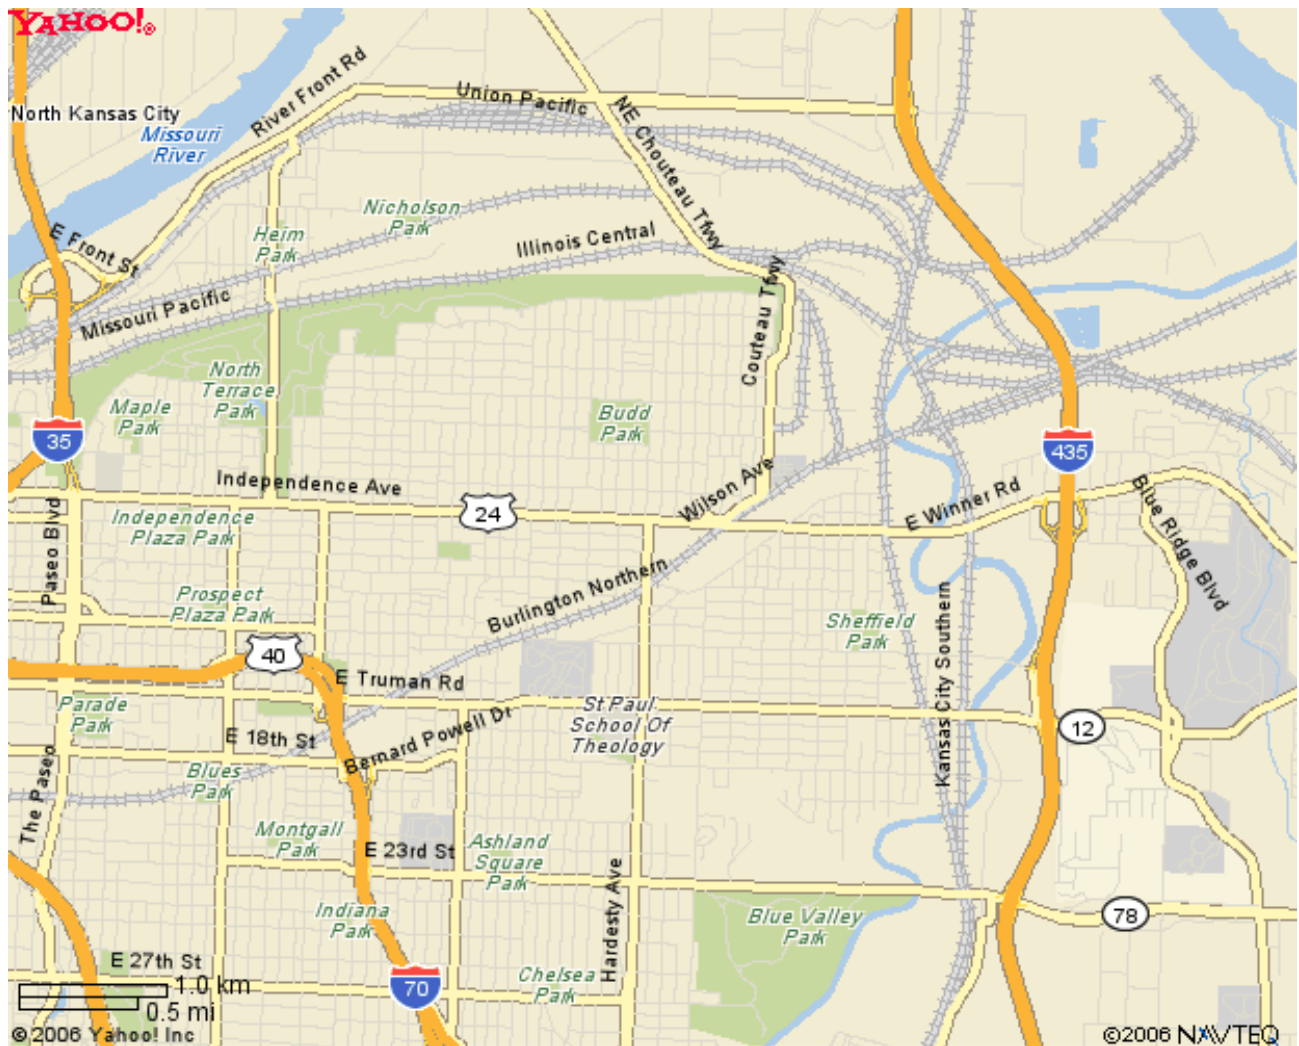 YAHOO!®
North Kansas City
Missouri
River
River Front Rd
Union Pacific
NE Chouteau Tfwy
E Front St
Heim
Park
Nicholson
Park
Illinois Central
Missouri Pacific
Couteau Tfwy
North
Terrace
Park
Maple
Park
Budd
Park
35
435
Independence Ave
24
Wilson Ave
E Winner Rd
Blue Ridge Blvd
Paseo Blvd
Independence
Plaza Park
Burlington Northern
Prospect
Plaza Park
Sheffield
Park
Kansas City Southern
40
E Truman Rd
Parade
Park
St Paul
School Of
Theology
12
E 18th St
Bernard Powell Dr
Blues
Park
The Paseo
Montgall
Park
E 23rd St
Ashland
Square
Park
Hardesty Ave
Indiana
Park
Blue Valley
Park
78
E 27th St
Chelsea
Park
70
1.0 km
0.5 mi
©2006 Yahoo! Inc
©2006 NAVTEQ